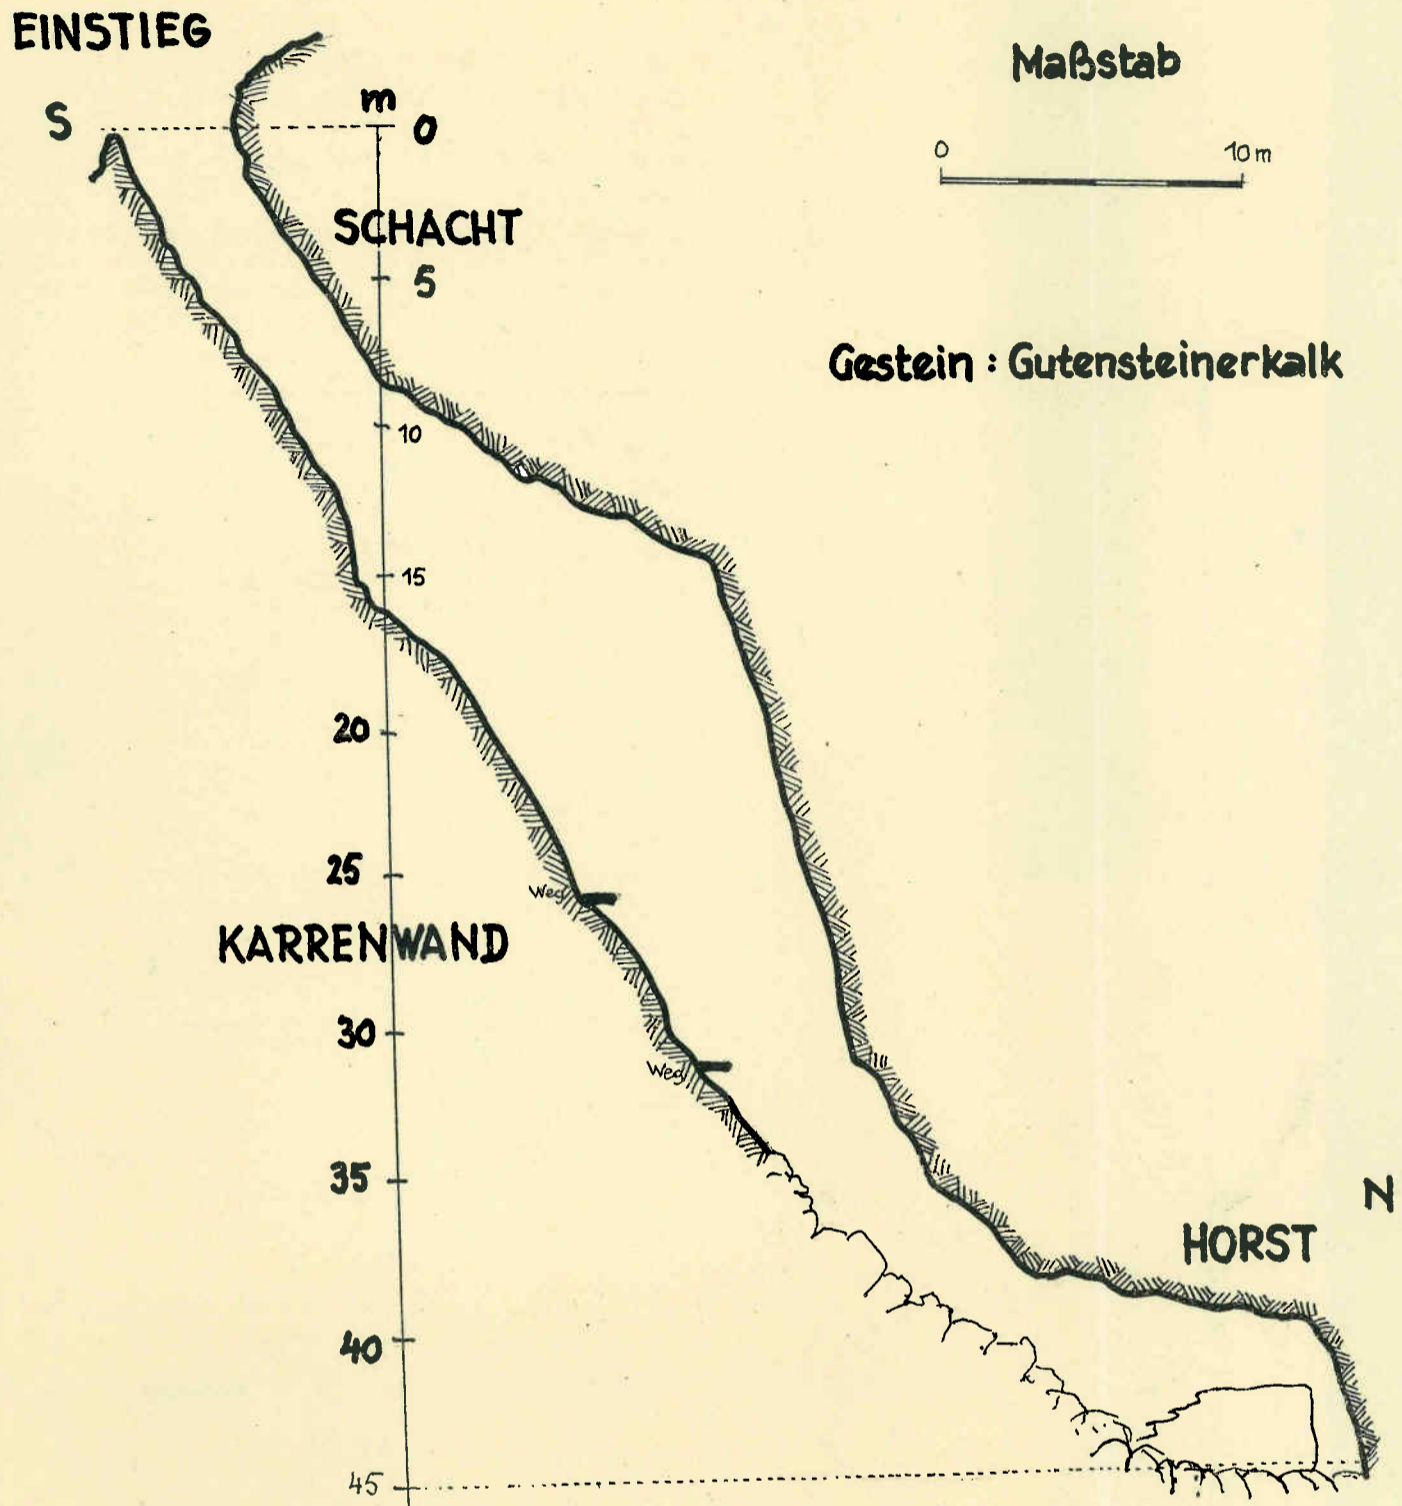 EINSTIEG
Maßstab
S
m
0
0
10 m
SCHACHT
5
Gestein : Gutensteinerkalk
10
15
20
25
Weg
KARRENWAND
30
Weg
35
N
HORST
40
45